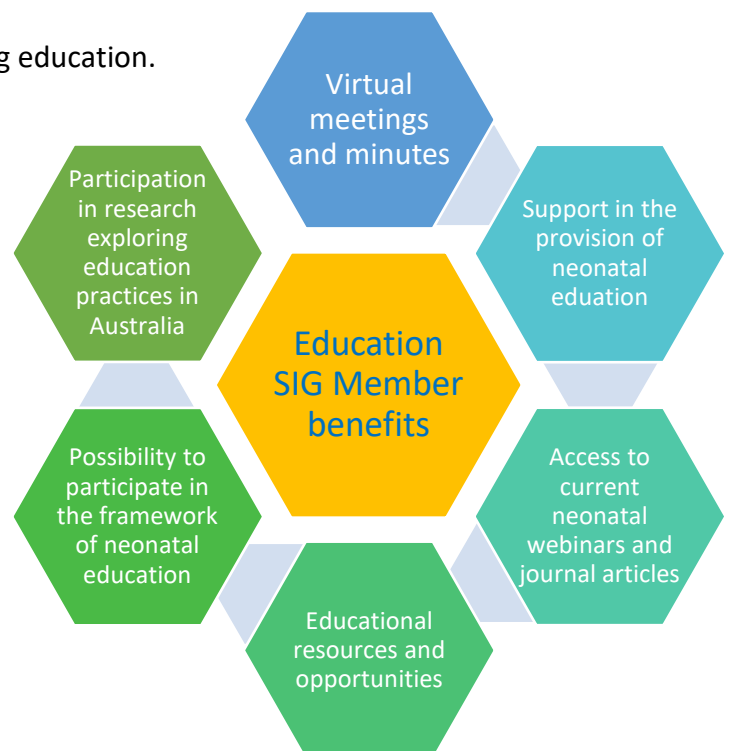 g education.
Virtual
meetings
and minutes
Support in the
provision of
neonatal
eduation
Access to
current
neonatal
webinars and
journal articles
Educational
resources and
opportunities
Possibility to
participate in
the framework
of neonatal
education
Participation
in research
exploring
education
practices in
Australia
Education
SIG Member
benefits